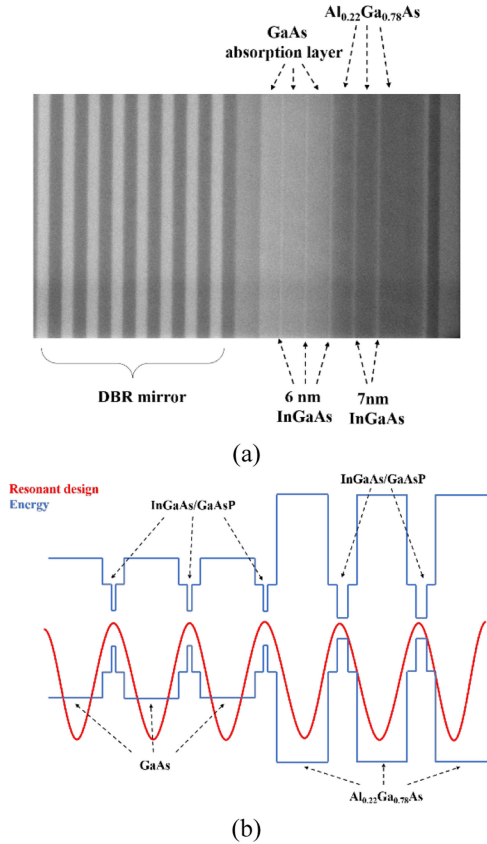 GaAs
absorption layer
Al0.22Ga0.78As
DBR mirror
6 nm
InGaAs
7nm
InGaAs
(a)
Resonant design
Energy
InGaAs/GaAsP
InGaAs/GaAsP
GaAs
Al0.22Ga0.78As
(b)